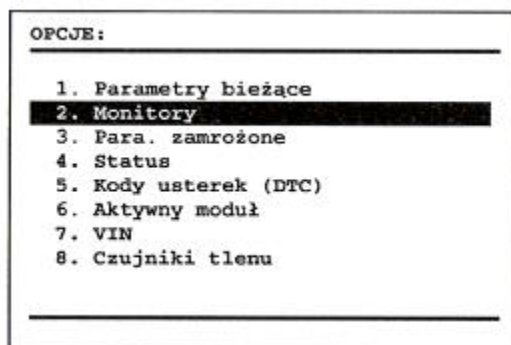 OPCJE:
1. Parametry bieżące
2. Monitory
3. Para. zamrożone
4. Status
5. Kody usterek (DTC)
6. Aktywny moduł
7. VIN
8. Czujniki tlenu